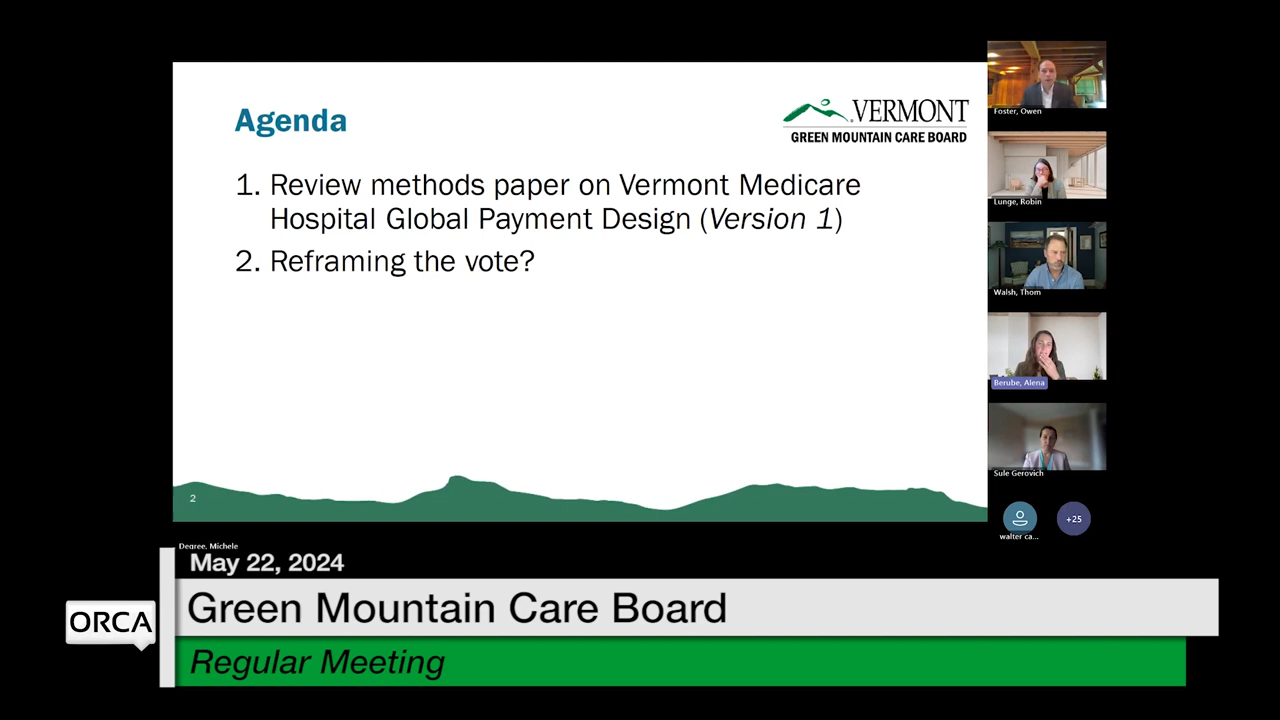 Agenda
VERMONT
GREEN MOUNTAIN CARE BOARD
1. Review methods paper on Vermont Medicare
Hospital Global Payment Design (Version 1)
2. Reframing the vote?
2
Foster, Owen
Lunge, Robin
Walsh, Thom
Berube, Alena
Sule Gerovich
walter ca...
+25
Degree, Michele
May 22, 2024
ORCA
Green Mountain Care Board
Regular Meeting